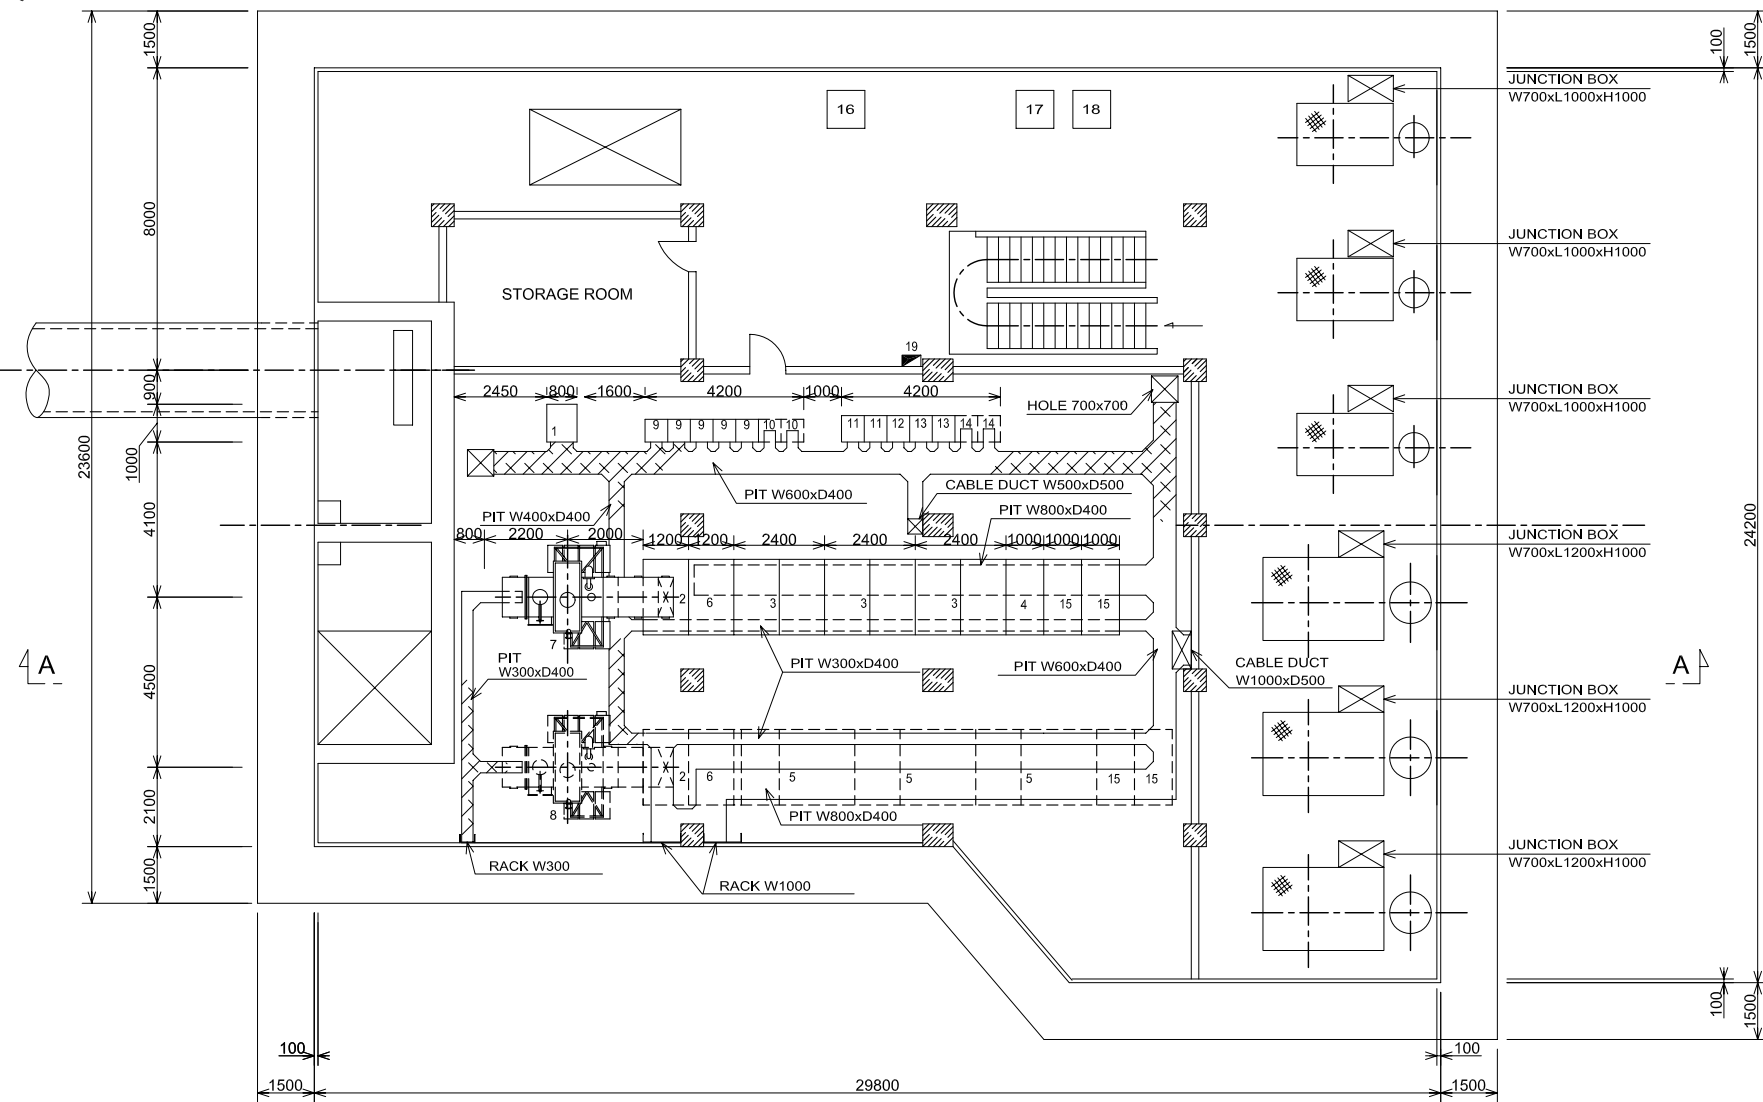 1500
100
1500
JUNCTION BOX
W700xL1000xH1000
16
17
18
8000
JUNCTION BOX
W700xL1000xH1000
STORAGE ROOM
19
900
2450
800
1600
4200
1000
4200
HOLE 700x700
JUNCTION BOX
W700xL1000xH1000
1
9
9
9
9
9
10
10
11
11
12
13
13
14
14
23600
1000
PIT W600xD400
CABLE DUCT W500xD500
4100
PIT W400xD400
PIT W800xD400
800
2200
2000
1200
1200
2400
2400
2400
1000
1000
1000
JUNCTION BOX
W700xL1200xH1000
24200
2
6
3
3
3
4
15
15
7
A
PIT
W300xD400
PIT W300xD400
PIT W600xD400
CABLE DUCT
W1000xD500
A
4500
JUNCTION BOX
W700xL1200xH1000
2
6
5
5
5
15
15
2100
8
PIT W800xD400
JUNCTION BOX
W700xL1200xH1000
RACK W300
RACK W1000
1500
100
1500
100
100
1500
29800
1500